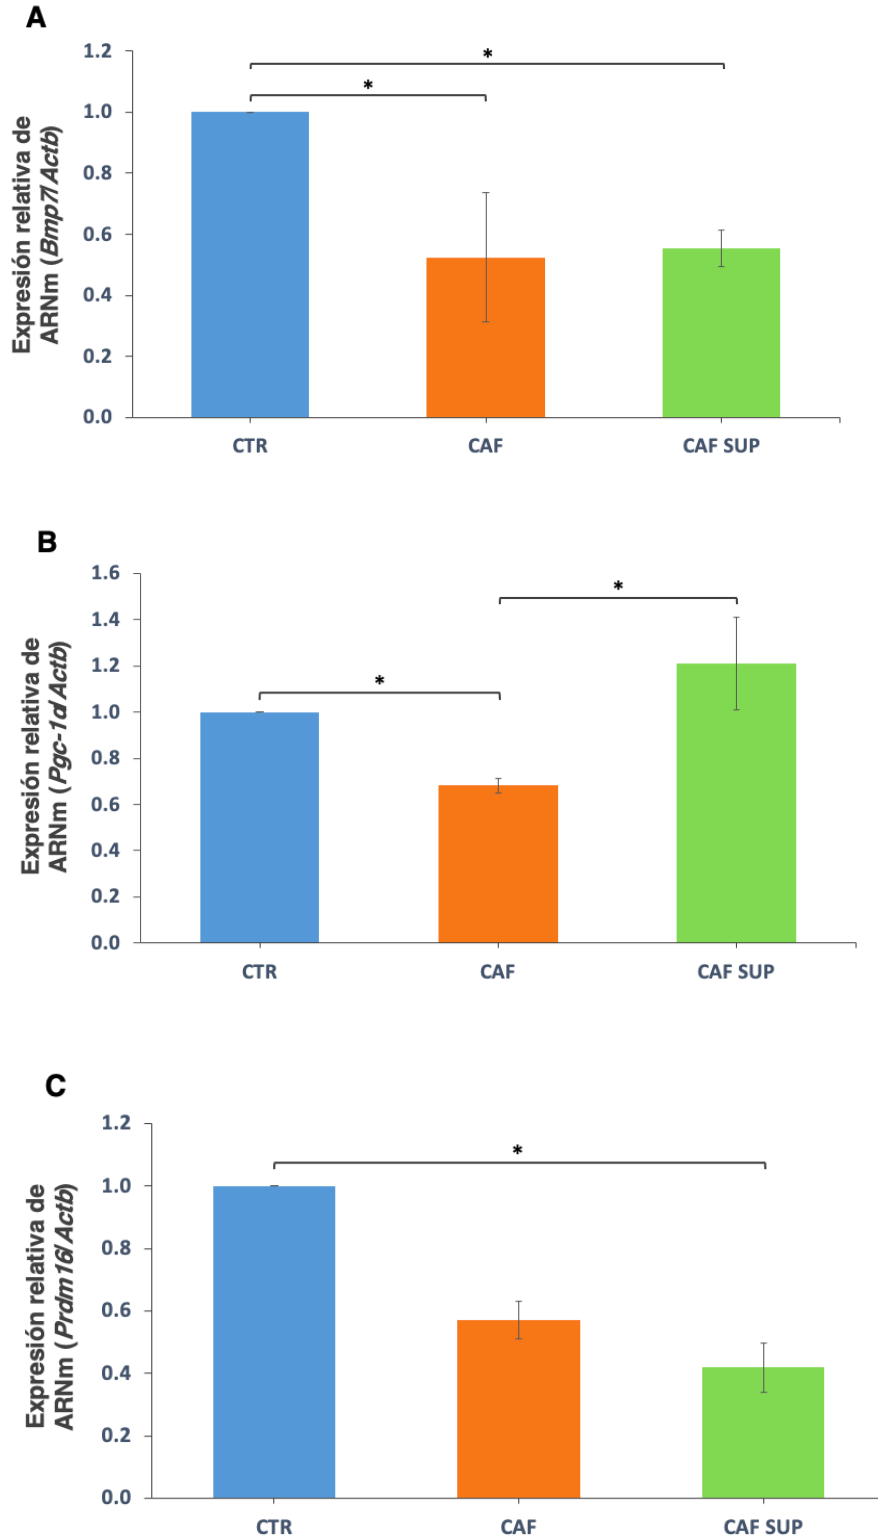 A
Expresión relativa de
ARNm (Bmp7/Actb)
1.2
1.0
0.8
0.6
0.4
0.2
0.0
*
*
CTR CAF CAF SUP
B
Expresión relativa de
ARNm (Pgc-1α/Actb)
1.6
1.4
1.2
1.0
0.8
0.6
0.4
0.2
0.0
*
*
CTR CAF CAF SUP
C
Expresión relativa de
ARNm (Prdm16/Actb)
1.2
1.0
0.8
0.6
0.4
0.2
0.0
*
CTR CAF CAF SUP